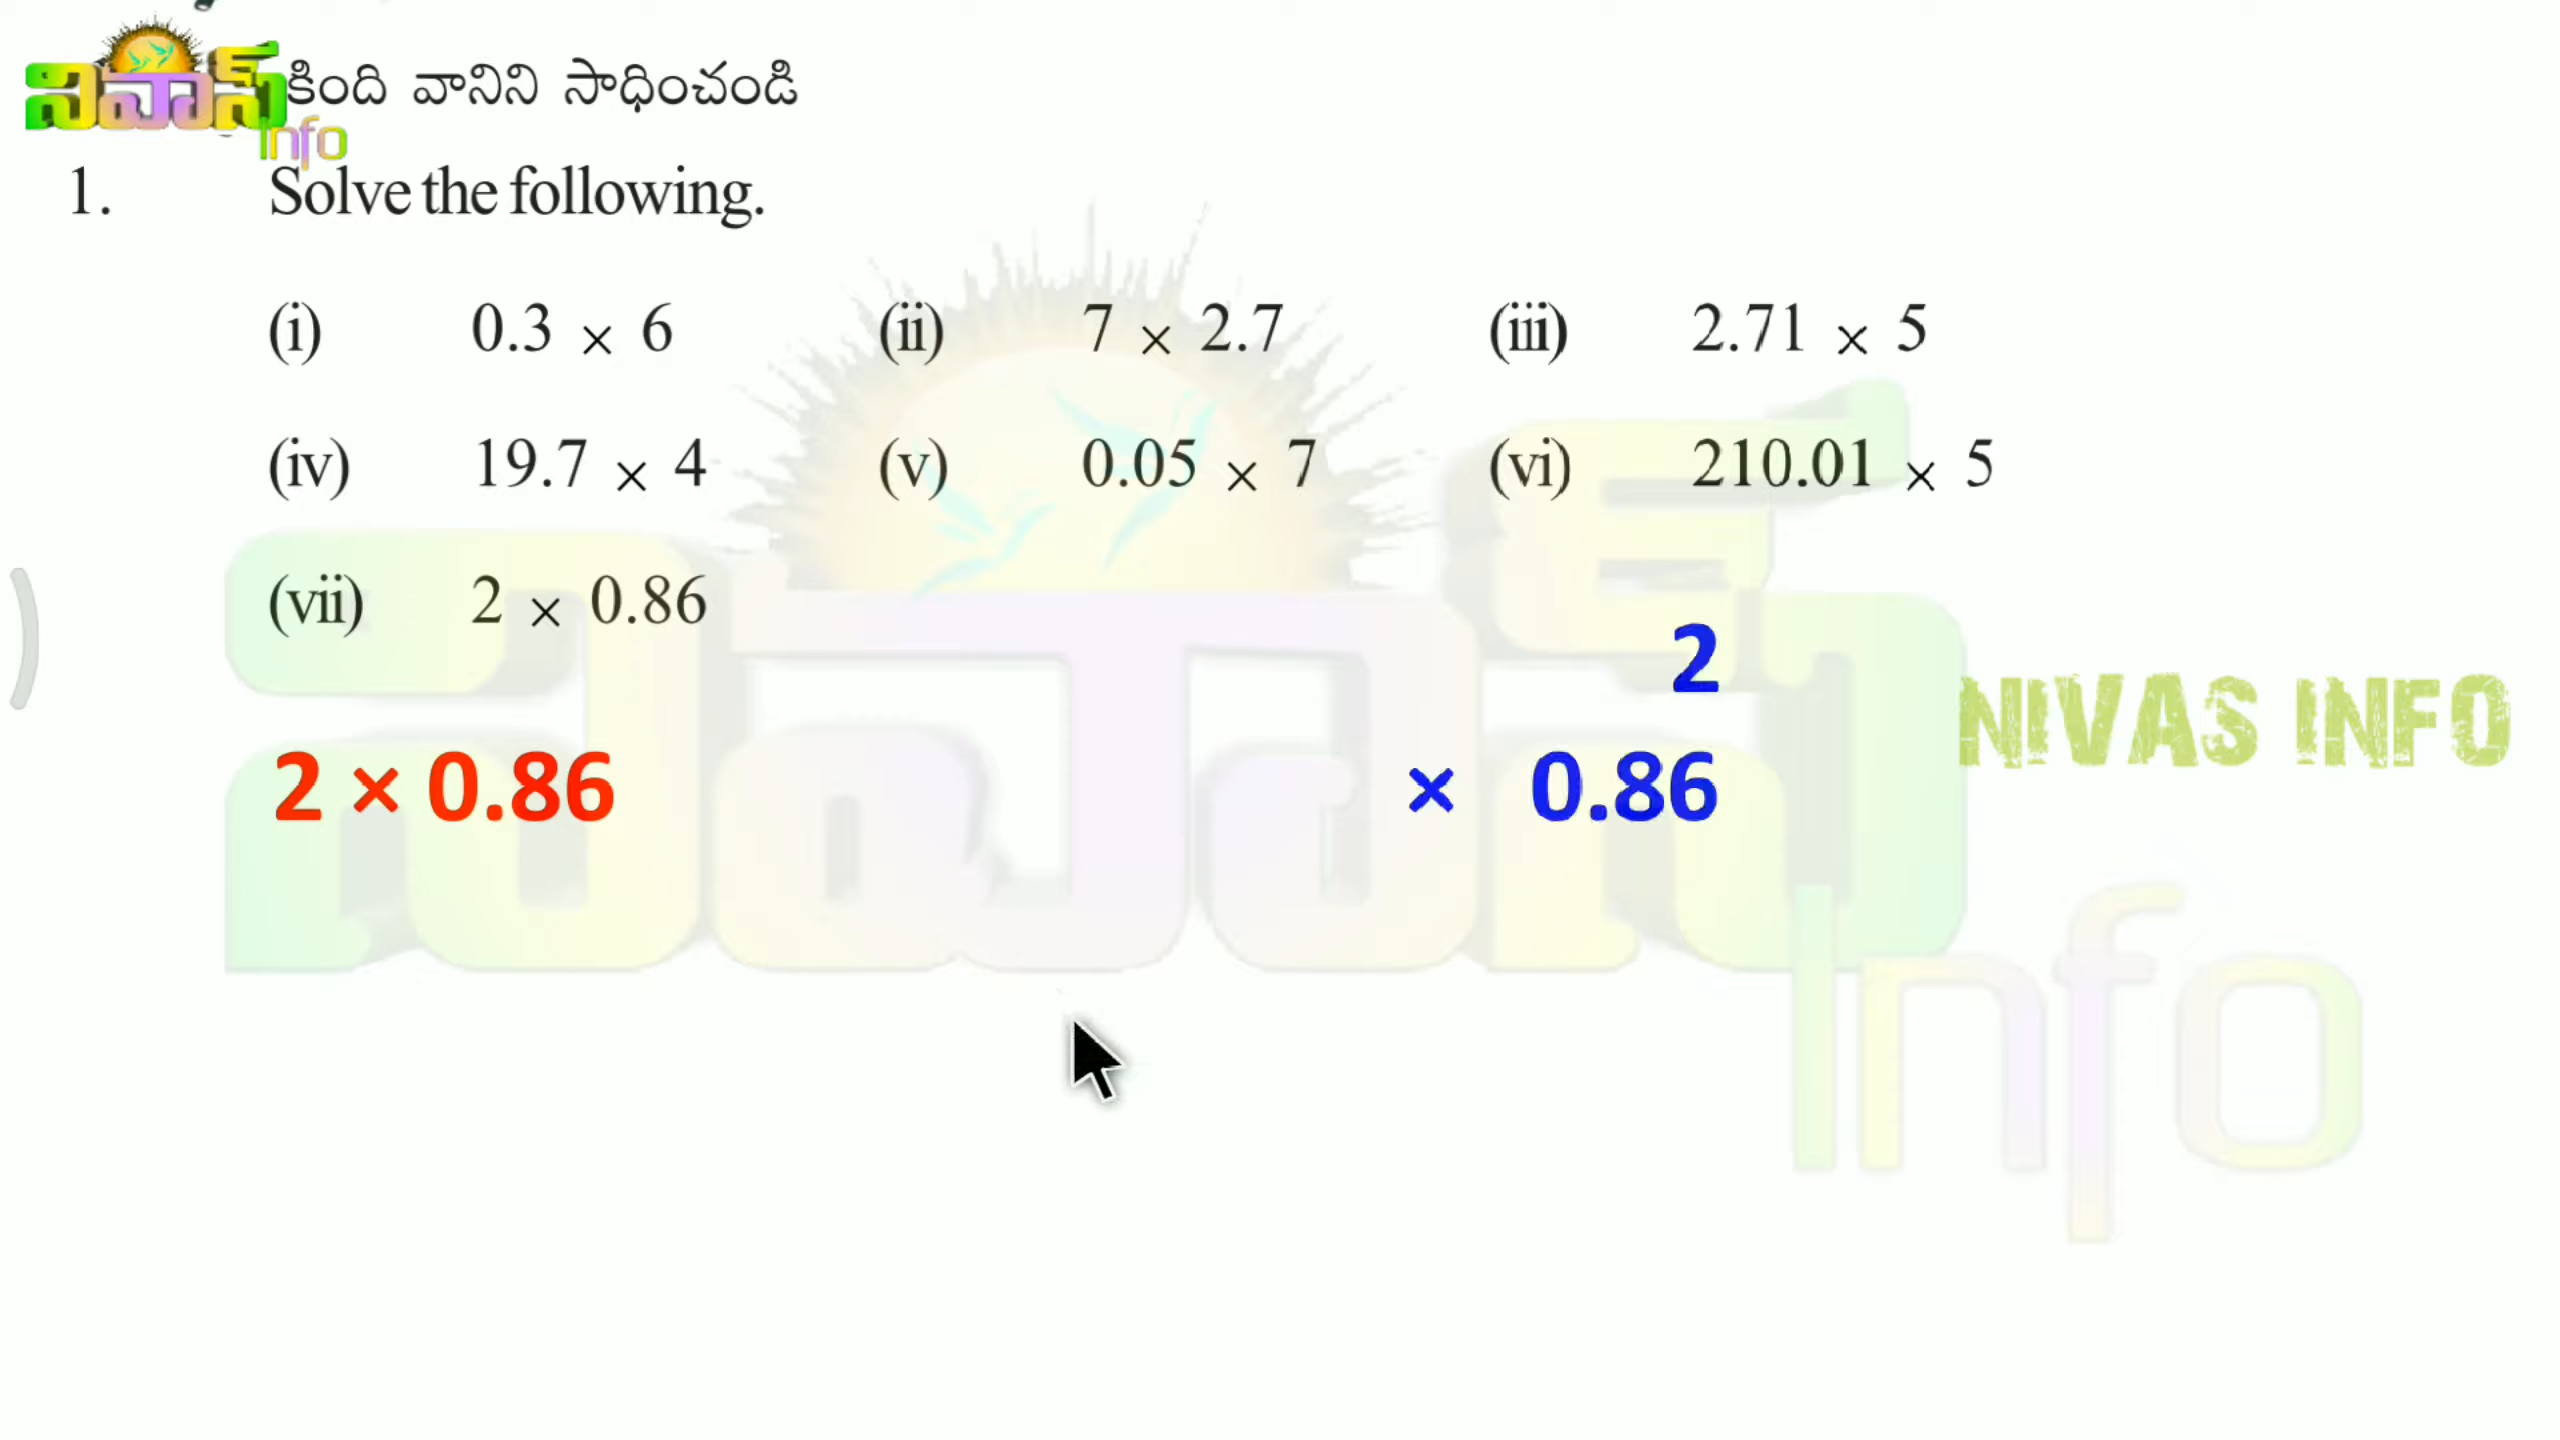 నివాస్ కింది వానిని సాధించండి
Info
1. Solve the following.
(i) 0.3 × 6 (ii) 7 × 2.7 (iii) 2.71 × 5
(iv) 19.7 × 4 (v) 0.05 × 7 (vi) 210.01 × 5
(vii) 2 × 0.86
2
NIVAS INFO
2 × 0.86 × 0.86
నివాస్
Info